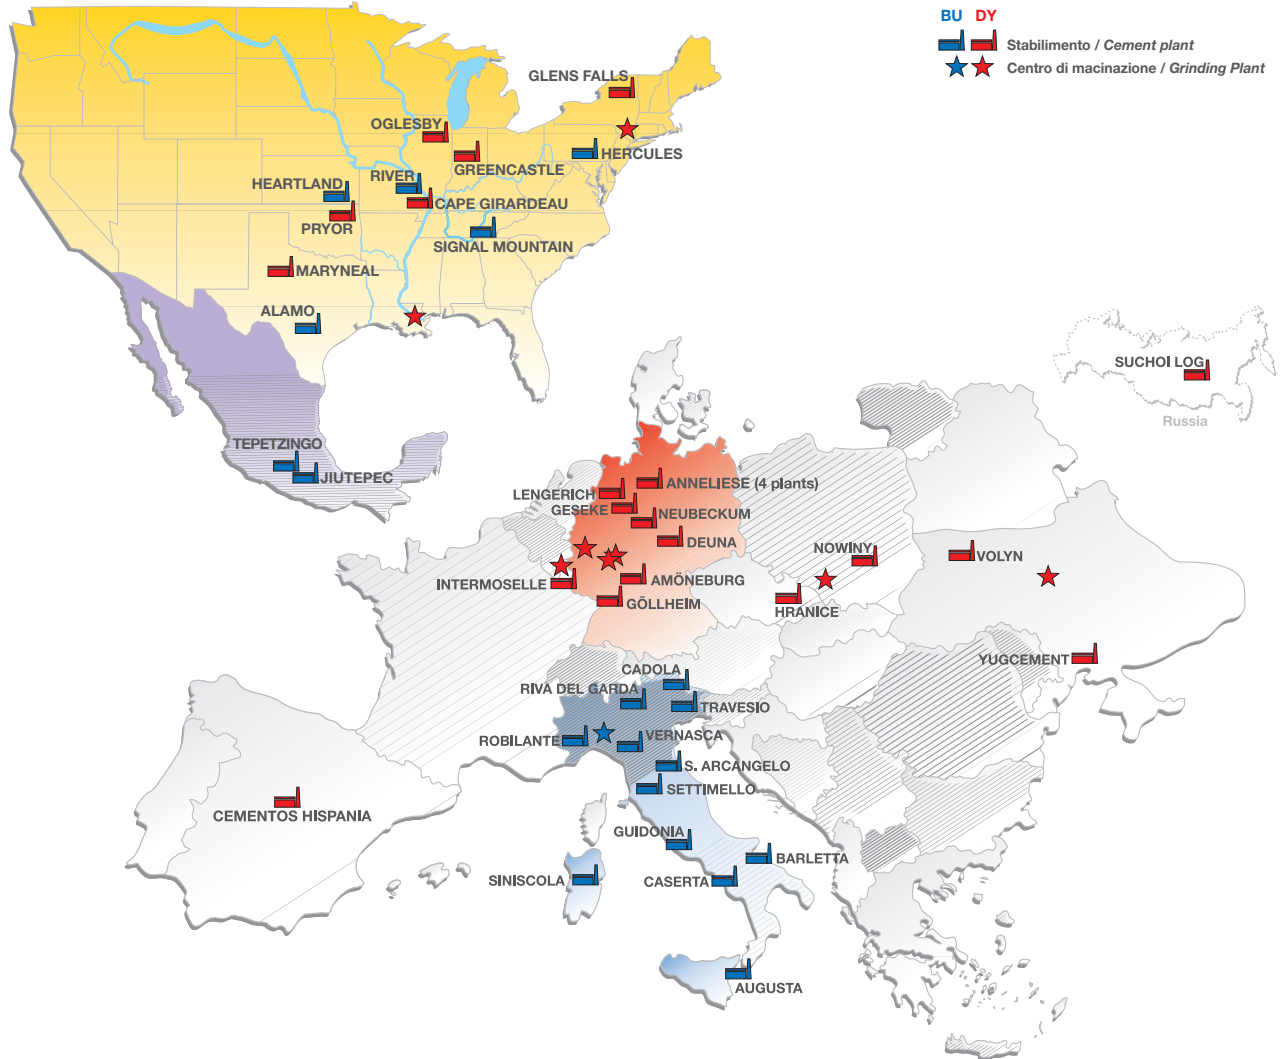 BU DY
Stabilimento / Cement plant
Centro di macinazione / Grinding Plant
GLENS FALLS
OGLESBY
HERCULES
GREENCASTLE
RIVER
HEARTLAND
CAPE GIRARDEAU
PRYOR
SIGNAL MOUNTAIN
MARYNEAL
ALAMO
SUCHOI LOG
Russia
TEPETZINGO
JIUTEPEC
ANNELIESE (4 plants)
LENGERICH
GESEKE
NEUBECKUM
DEUNA
NOWINY
VOLYN
INTERMOSELLE
AMÖNEBURG
GÕLLHEIM
HRANICE
YUGCEMENT
CADOLA
RIVA DEL GARDA
TRAVESIO
ROBILANTE
VERNASCA
S. ARCANGELO
SETTIMELLO
CEMENTOS HISPANIA
GUIDONIA
BARLETTA
SINISCOLA
CASERTA
AUGUSTA